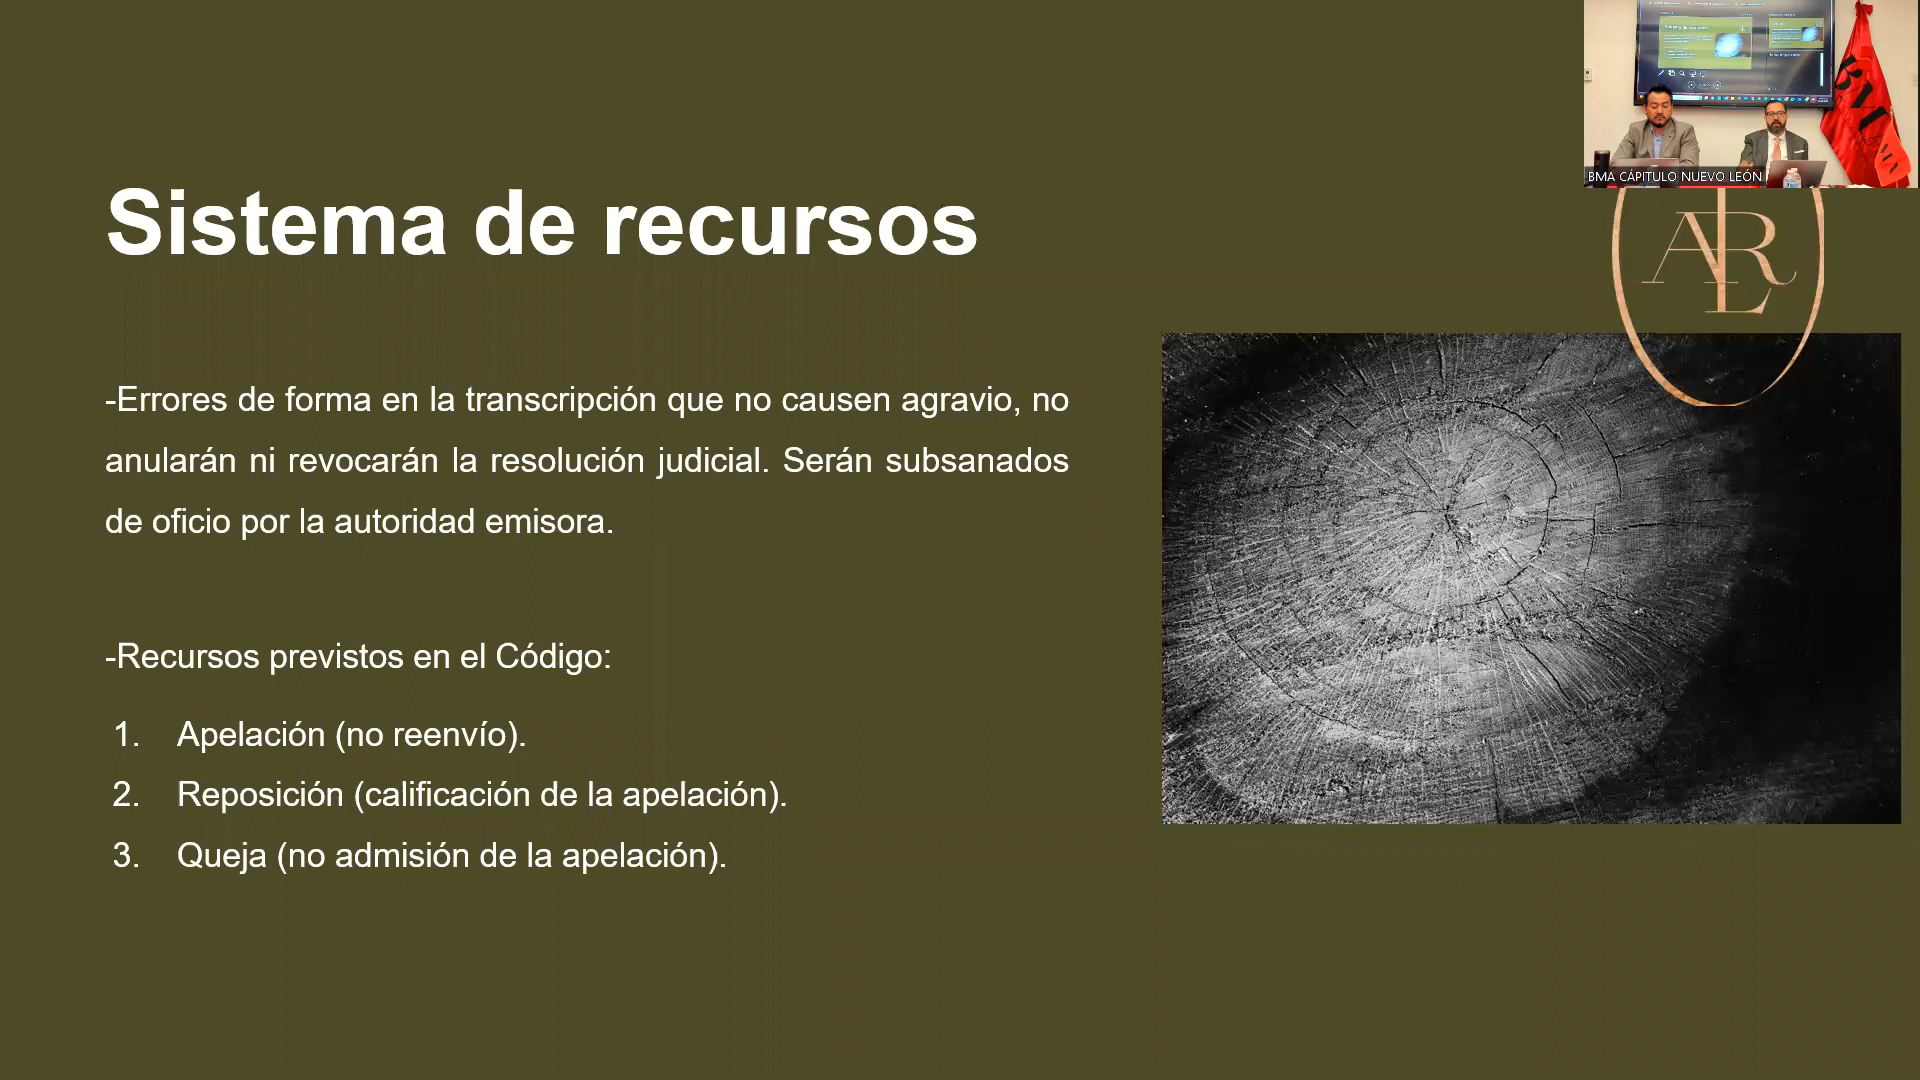 BMA CÁPITULO NUEVO LEÓN
ARL
Sistema de recursos
-Errores de forma en la transcripción que no causen agravio, no
anularán ni revocarán la resolución judicial. Serán subsanados
de oficio por la autoridad emisora.
-Recursos previstos en el Código:
1. Apelación (no reenvío).
2. Reposición (calificación de la apelación).
3. Queja (no admisión de la apelación).